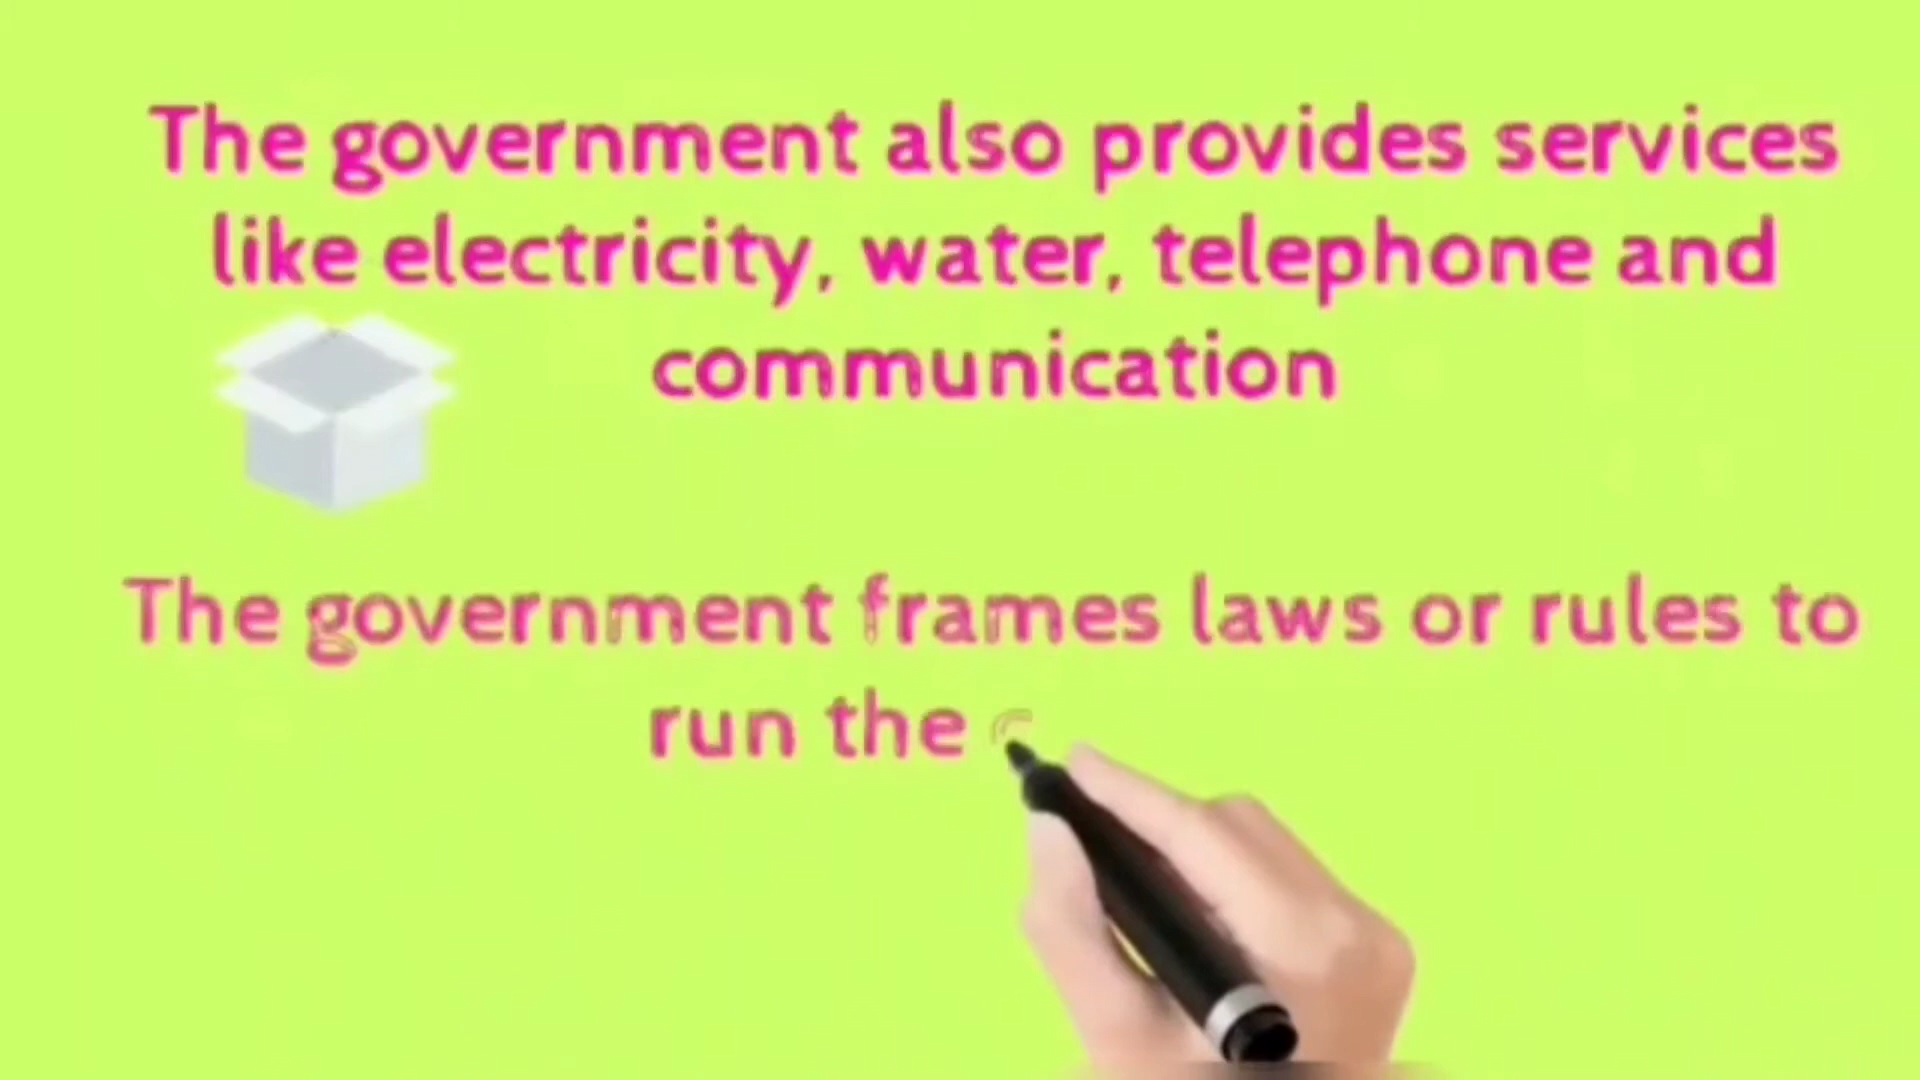 The government also provides services
like electricity, water, telephone and
communication
The government frames laws or rules to
run the